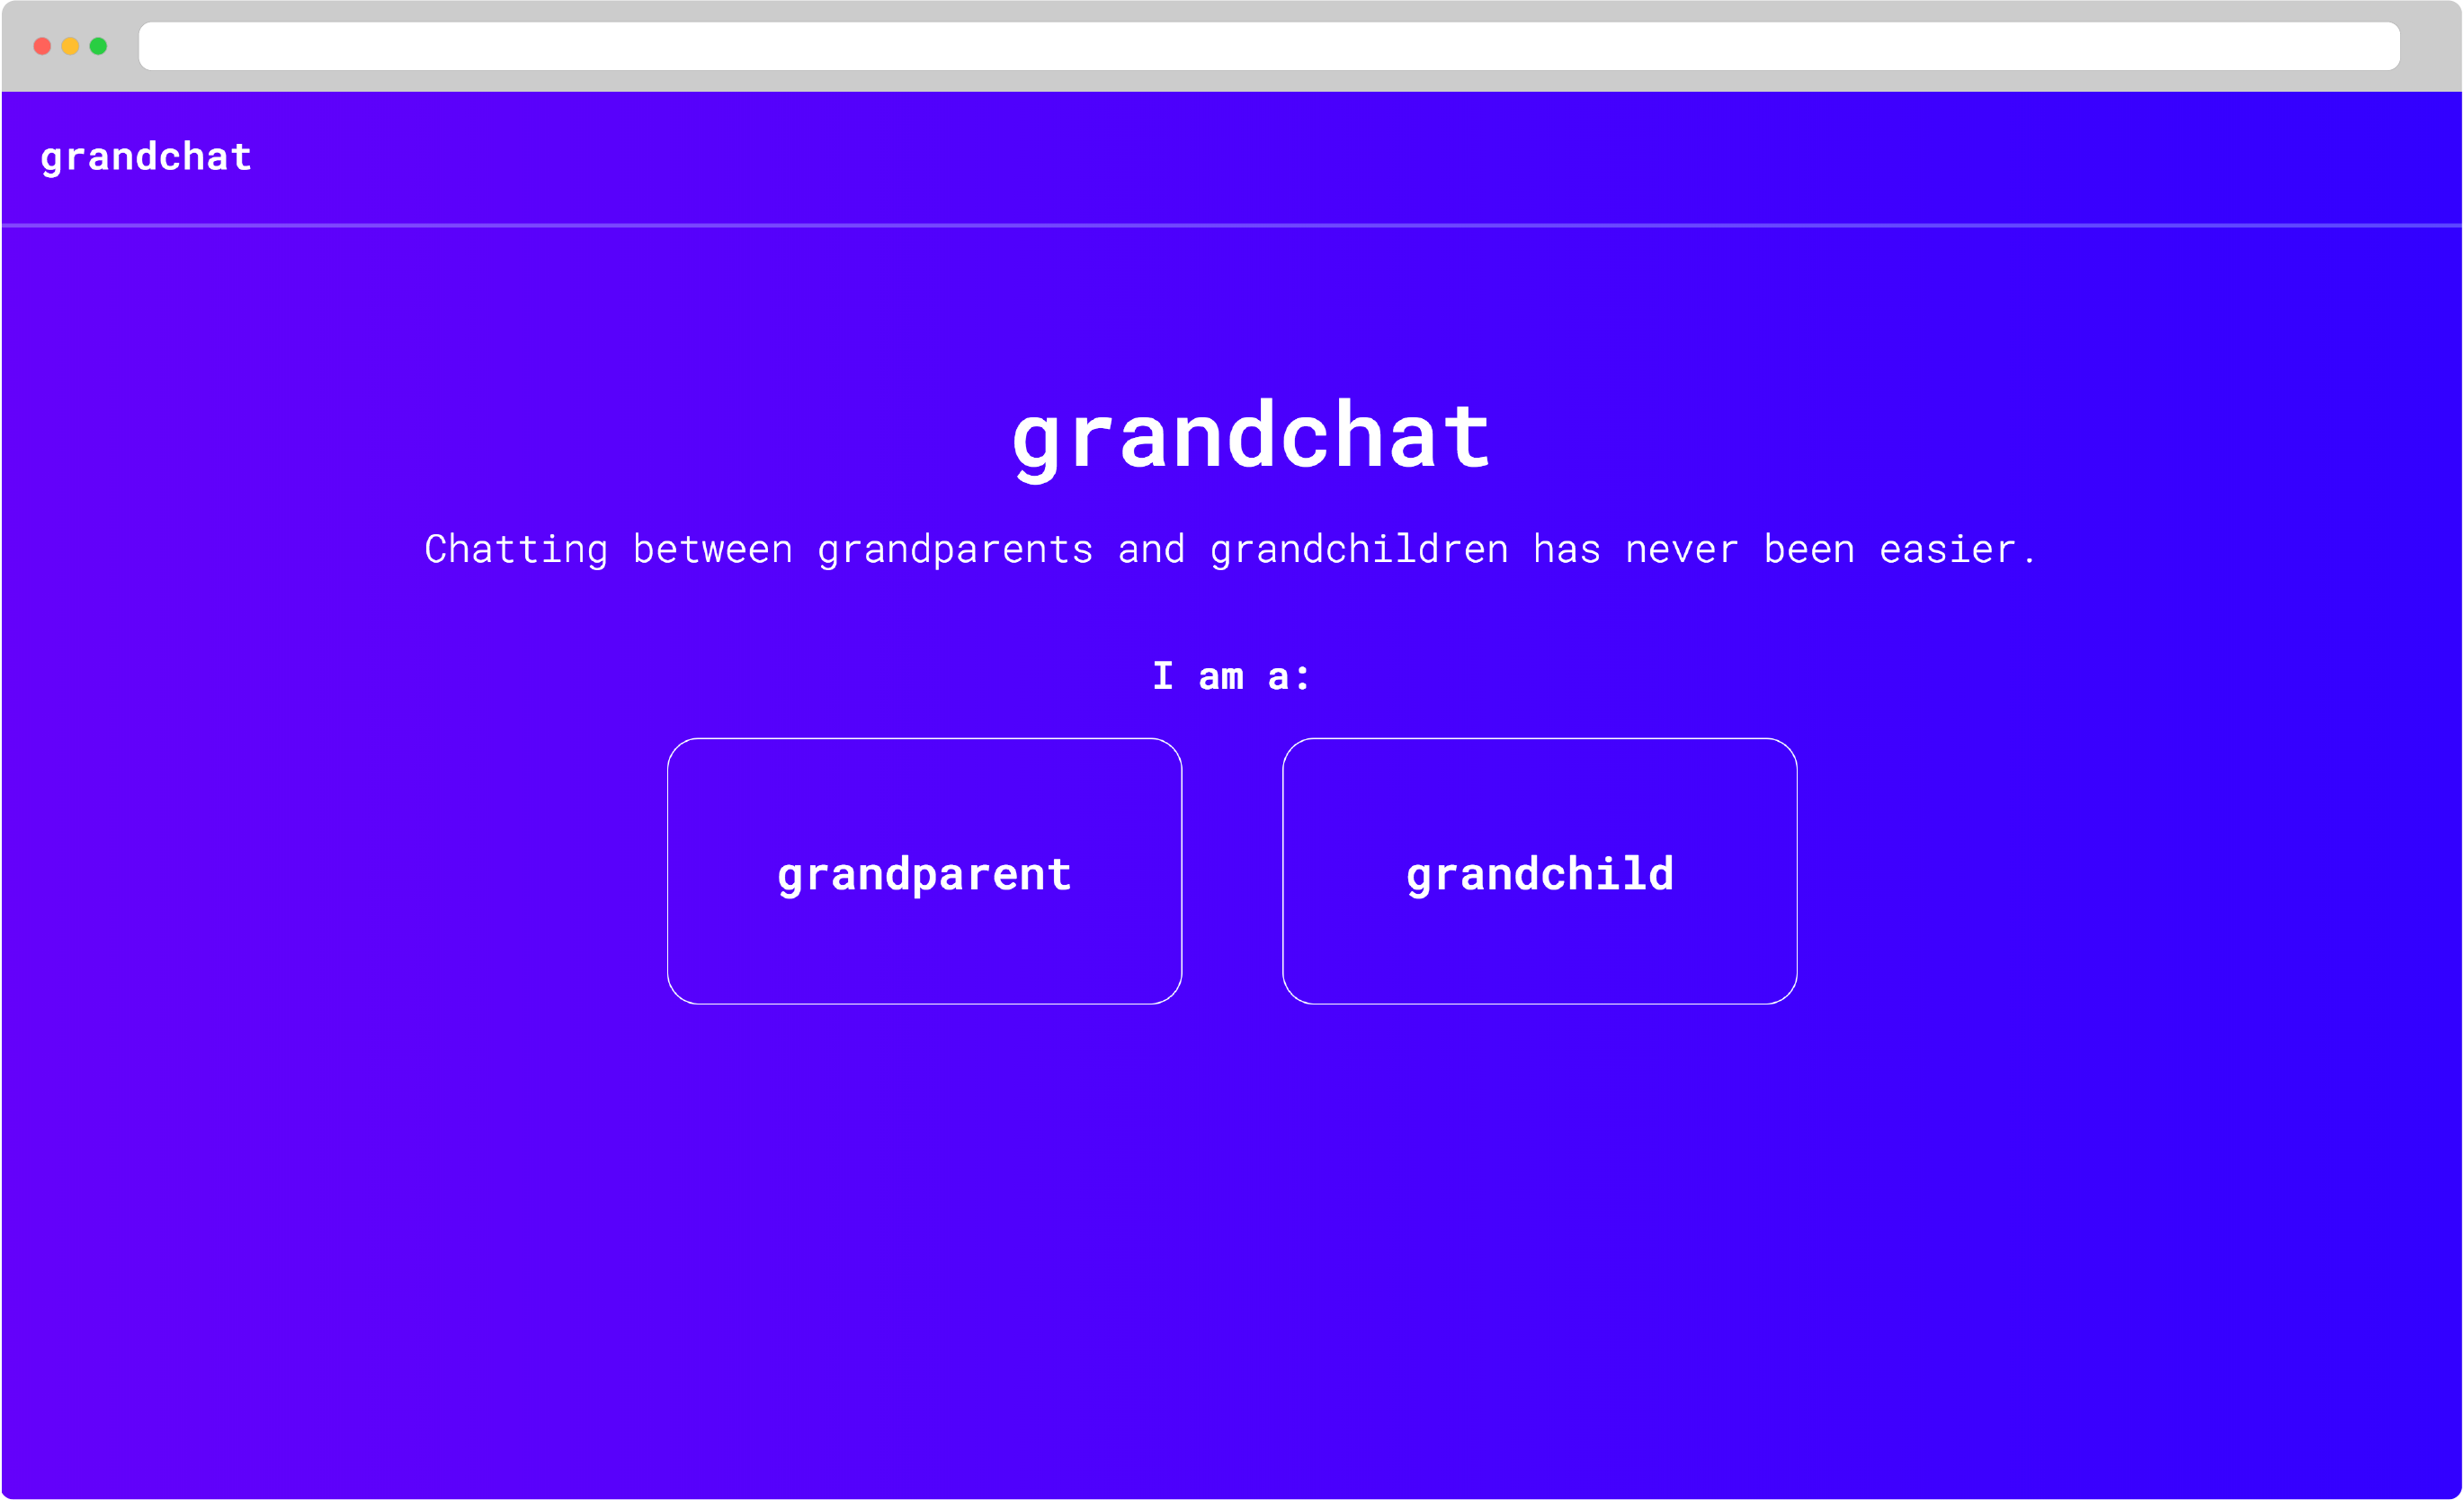 grandchat
grandchat
Chatting between grandparents and grandchildren has never been easier.
I am a:
grandparent
grandchild